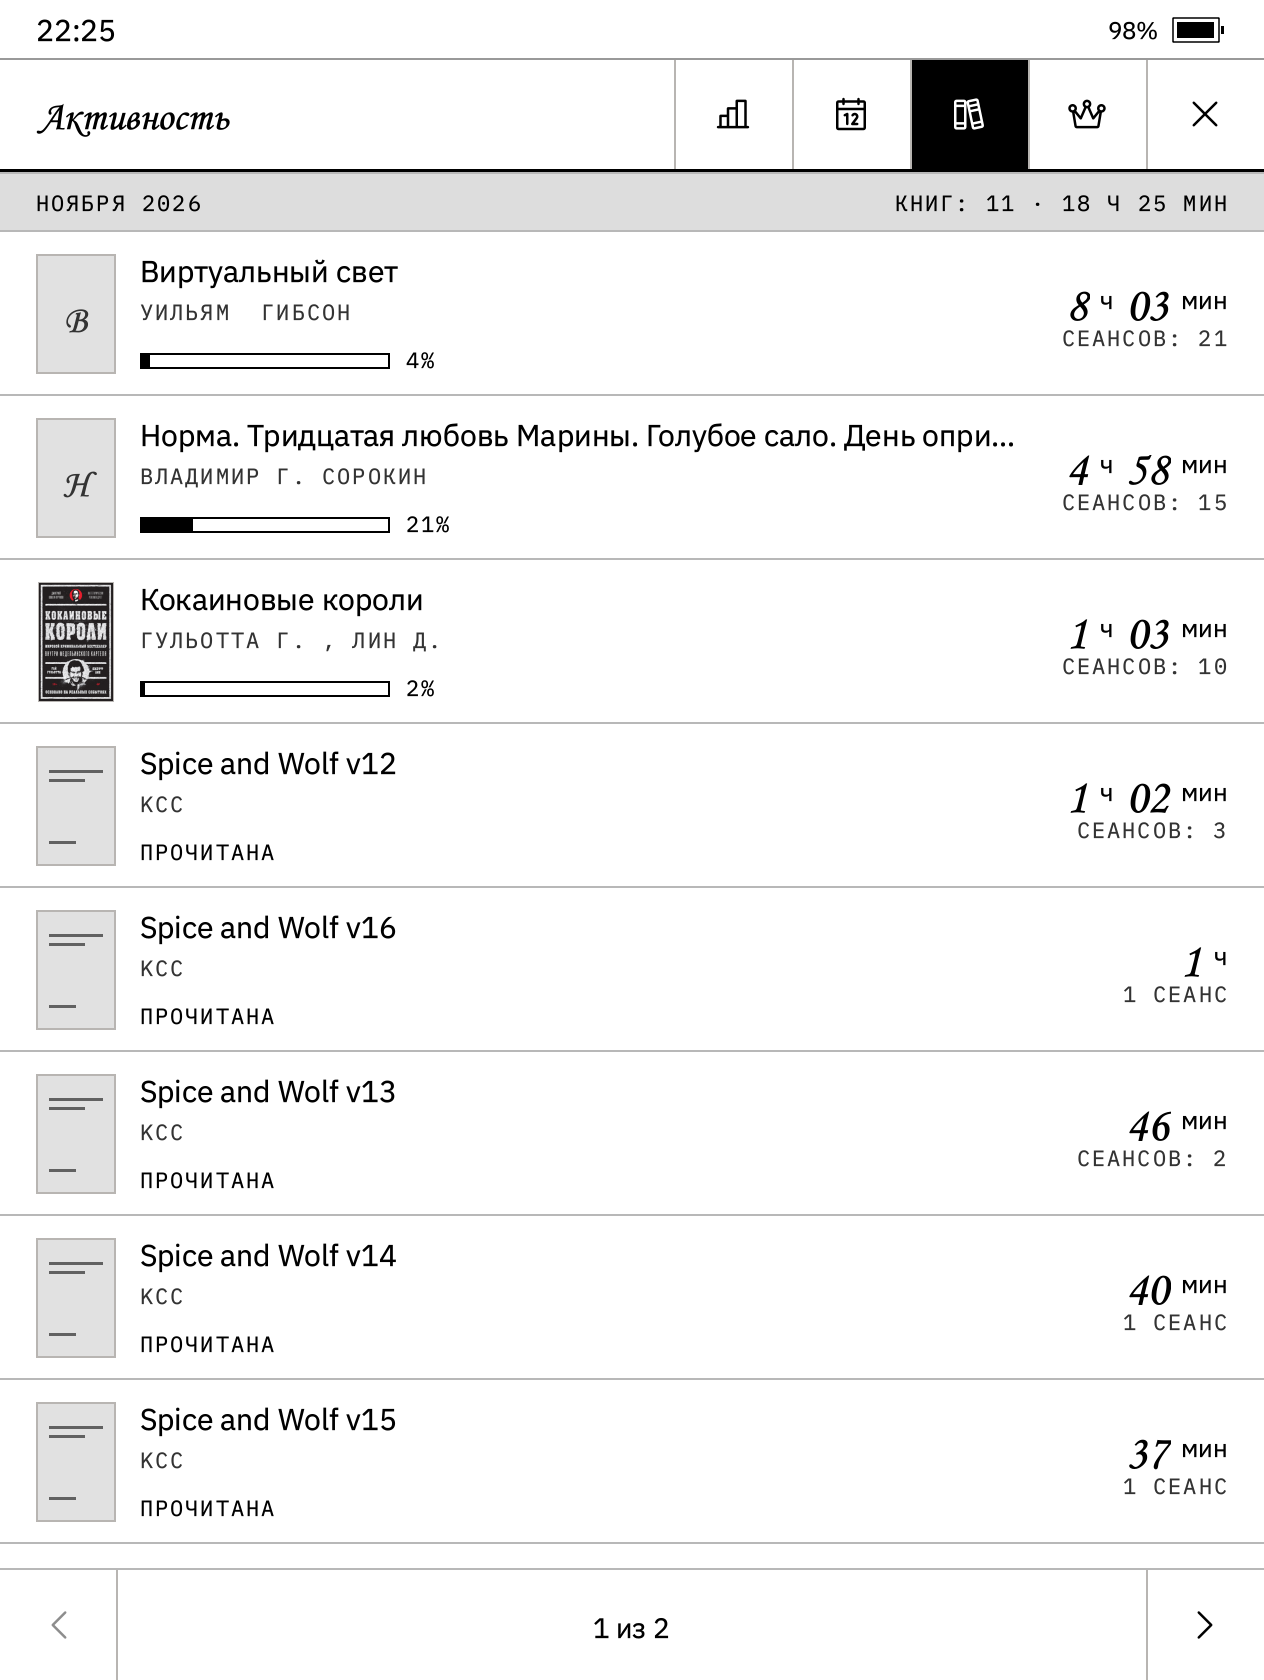 22:25
98%
Активность
12
НОЯБРЯ 2026
КНИГ: 11 · 18 Ч 25 МИН
В
Виртуальный свет
УИЛЬЯМ  ГИБСОН
4%
8 ч 03 мин
СЕАНСОВ: 21
Н
Норма. Тридцатая любовь Марины. Голубое сало. День опри...
ВЛАДИМИР Г. СОРОКИН
21%
4 ч 58 мин
СЕАНСОВ: 15
КОКАИНОВЫЕ
КОРОЛИ
Кокаиновые короли
ГУЛЬОТТА Г. , ЛИН Д.
2%
1 ч 03 мин
СЕАНСОВ: 10
Spice and Wolf v12
КСС
ПРОЧИТАНА
1 ч 02 мин
СЕАНСОВ: 3
Spice and Wolf v16
КСС
ПРОЧИТАНА
1 ч
1 СЕАНС
Spice and Wolf v13
КСС
ПРОЧИТАНА
46 мин
СЕАНСОВ: 2
Spice and Wolf v14
КСС
ПРОЧИТАНА
40 мин
1 СЕАНС
Spice and Wolf v15
КСС
ПРОЧИТАНА
37 мин
1 СЕАНС
1 из 2